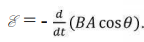 ℰ = - d/dt (BA cos θ).